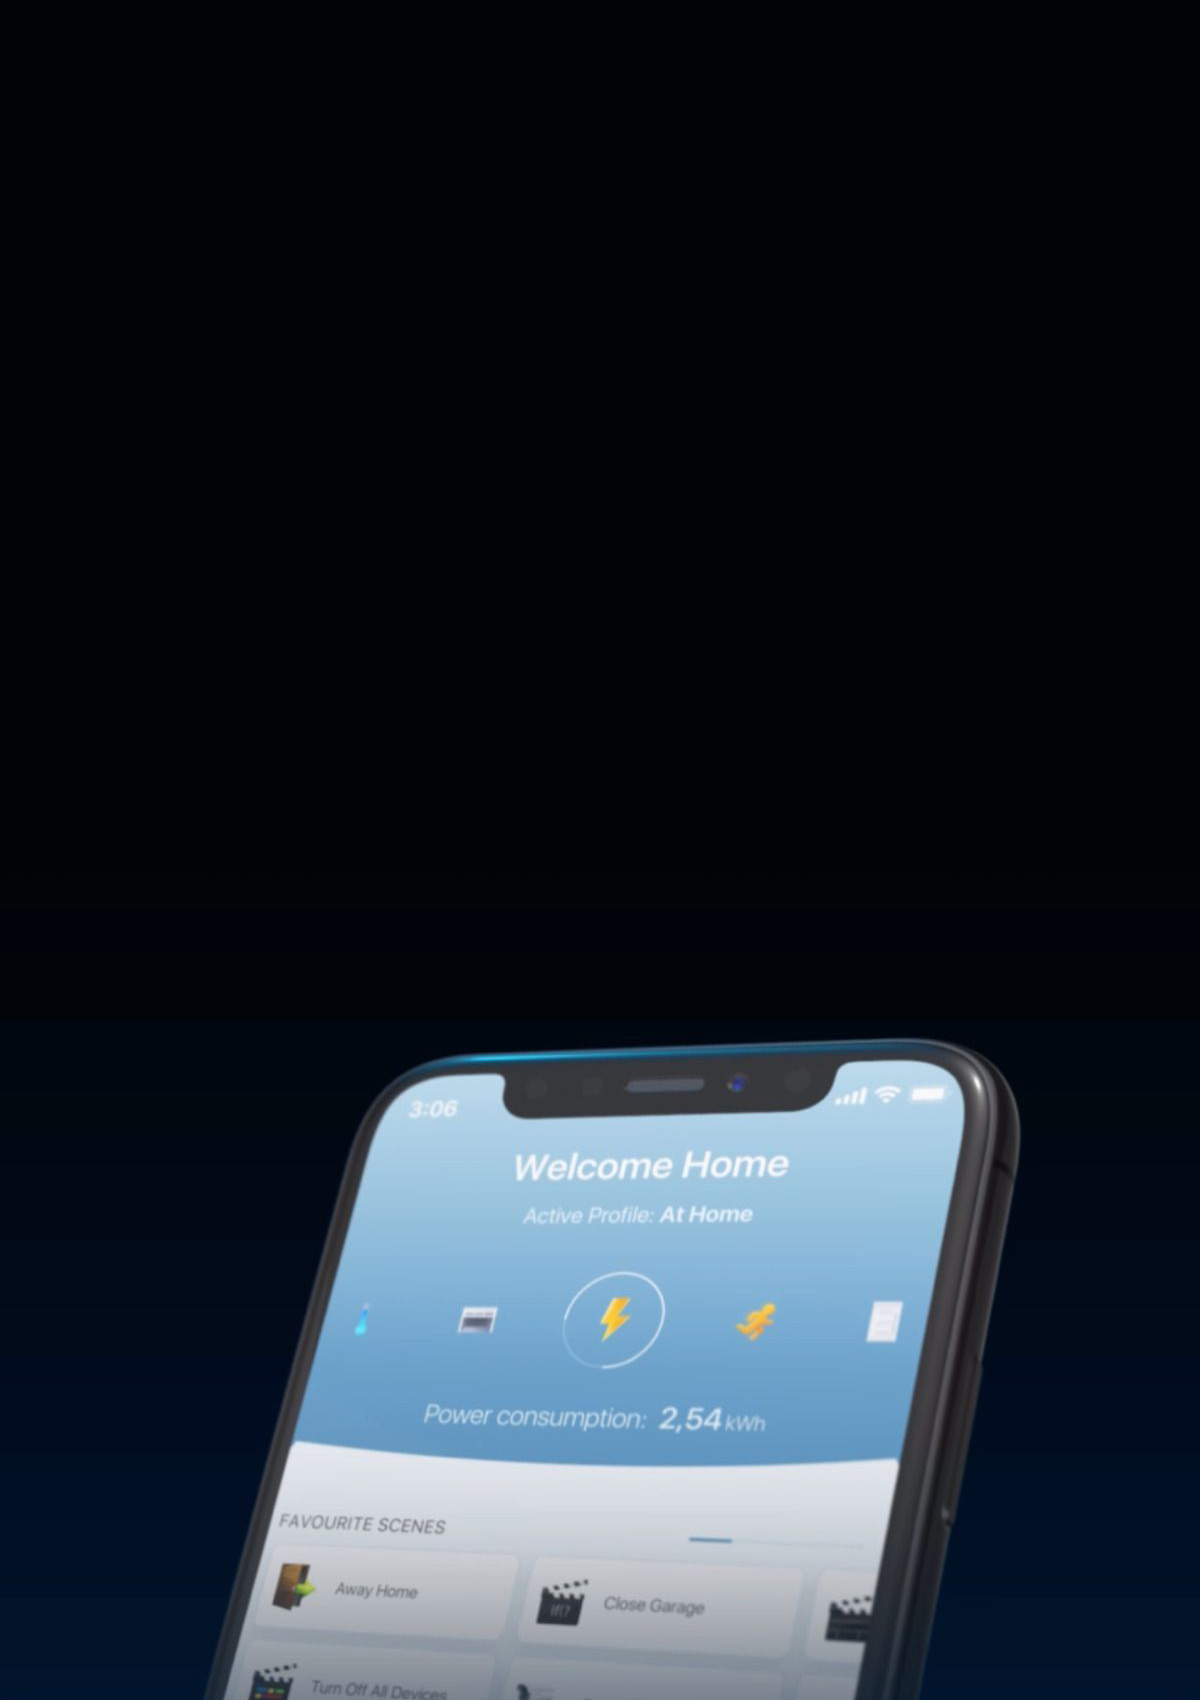 3:06
Welcome Home
Active Profile: At Home
Power consumption: 2,54 kWh
FAVOURITE SCENES
Away Home
Close Garage
Turn Off All Devices